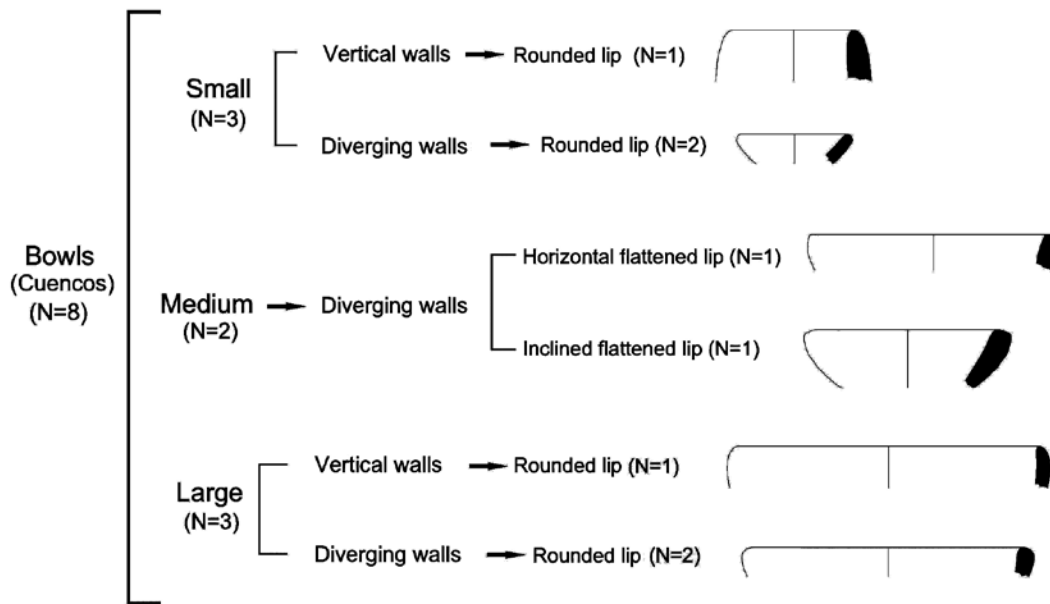 Bowls
(Cuencos)
(N=8)
Small
(N=3)
Vertical walls
Rounded lip (N=1)
Diverging walls
Rounded lip (N=2)
Medium
(N=2)
Diverging walls
Horizontal flattened lip (N=1)
Inclined flattened lip (N=1)
Large
(N=3)
Vertical walls
Rounded lip (N=1)
Diverging walls
Rounded lip (N=2)